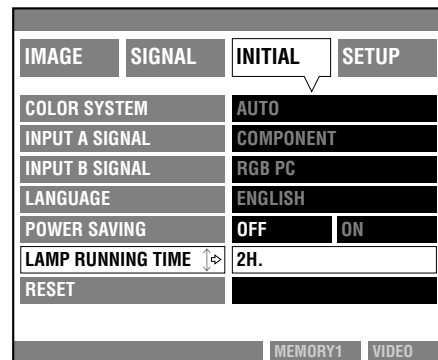 IMAGE SIGNAL INITIAL SETUP
COLOR SYSTEM AUTO
INPUT A SIGNAL COMPONENT
INPUT B SIGNAL RGB PC
LANGUAGE ENGLISH
POWER SAVING OFF ON
LAMP RUNNING TIME 2H.
RESET
MEMORY1 VIDEO